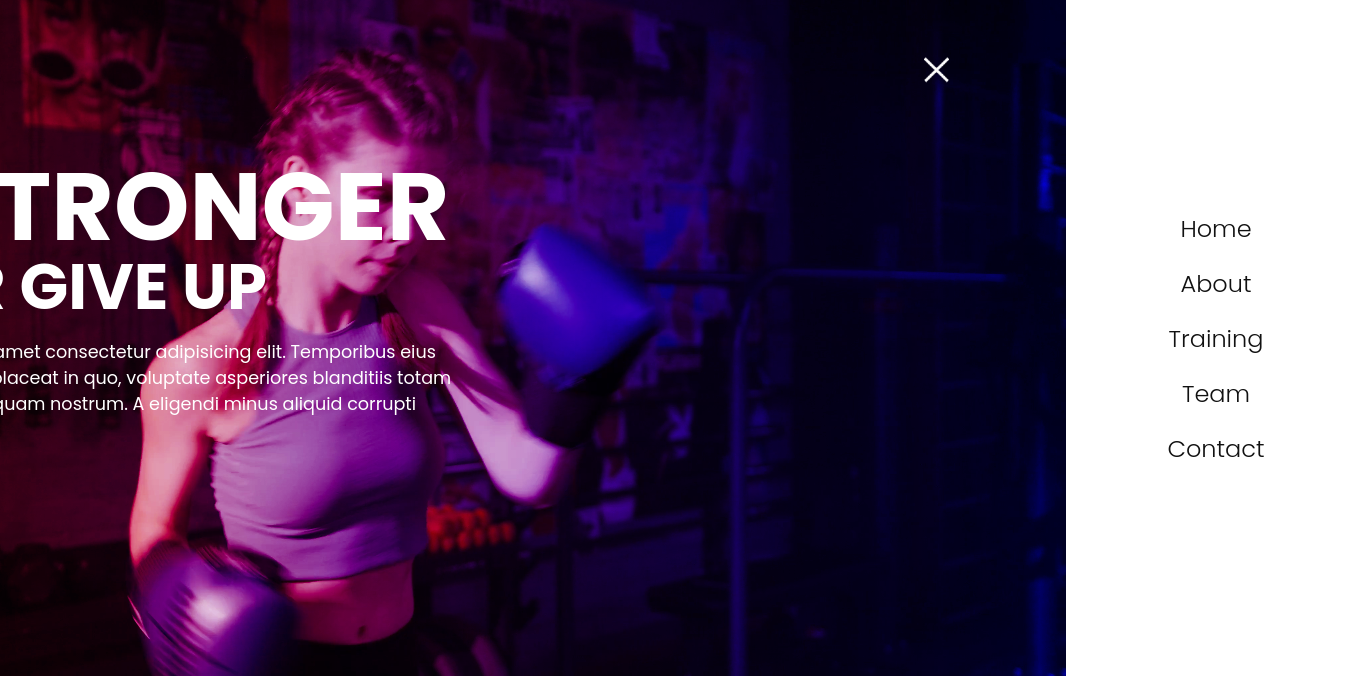 TRONGER
GIVE UP
amet consectetur adipisicing elit. Temporibus eius
placeat in quo, voluptate asperiores blanditiis totam
quam nostrum. A eligendi minus aliquid corrupti
Home
About
Training
Team
Contact